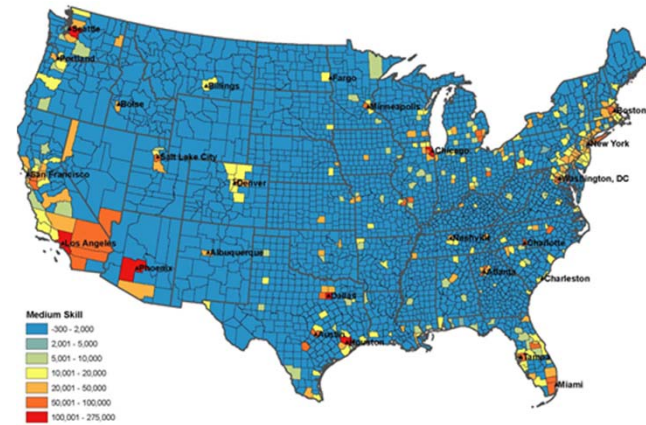 Seattle
Portland
Billings
Fargo
Boise
Minneapolis
Boston
Salt Lake City
Chicago
New York
San Francisco
Denver
Washington, DC
Los Angeles
Nashville
Charlotte
Albuquerque
Phoenix
Atlanta
Charleston
Dallas
Austin
Houston
Tampa
Miami
Medium Skill
-300 - 2,000
2,001 - 5,000
5,001 - 10,000
10,001 - 20,000
20,001 - 50,000
50,001 - 100,000
100,001 - 275,000